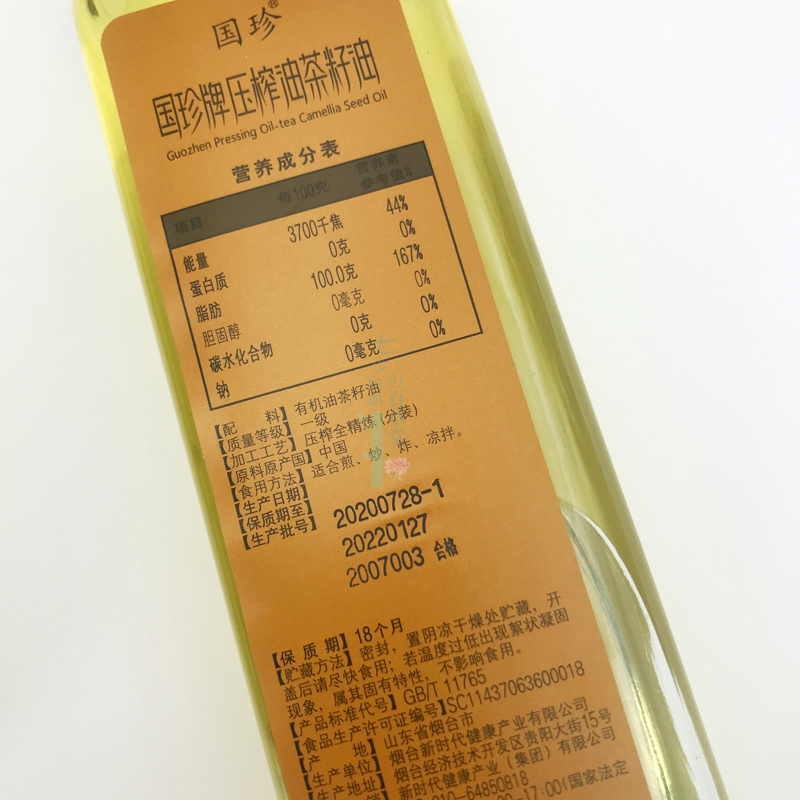 国珍®
国珍牌压榨油茶籽油
Guozhen Pressing Oil-tea Camellia Seed Oil
营养成分表
项目 每100克 营养素参考值%
能量 3700千焦 44%
蛋白质 0克 0%
脂肪 100.0克 167%
胆固醇 0毫克 0%
碳水化合物 0克 0%
钠 0毫克 0%
【配 料】有机油茶籽油
【质量等级】一级
【加工工艺】压榨全精炼(分装)
【原料原产国】中国
【食用方法】适合煎、炒、炸、凉拌。
【生产日期】20200728-1
【保质期至】20220127
【生产批号】2007003 合格
【保 质 期】18个月
【贮藏方法】密封，置阴凉干燥处贮藏，开
盖后请尽快食用；若温度过低出现絮状凝固
现象，属其固有特性，不影响食用。
【产品标准代号】GB/T 11765
【食品生产许可证编号】SC11437063600018
【产 地】山东省烟台市
【生产单位】烟台新时代健康产业有限公司
【生产地址】烟台经济技术开发区贵阳大街15号
新时代健康产业（集团）有限公司
010-64850818
17:00(国家法定